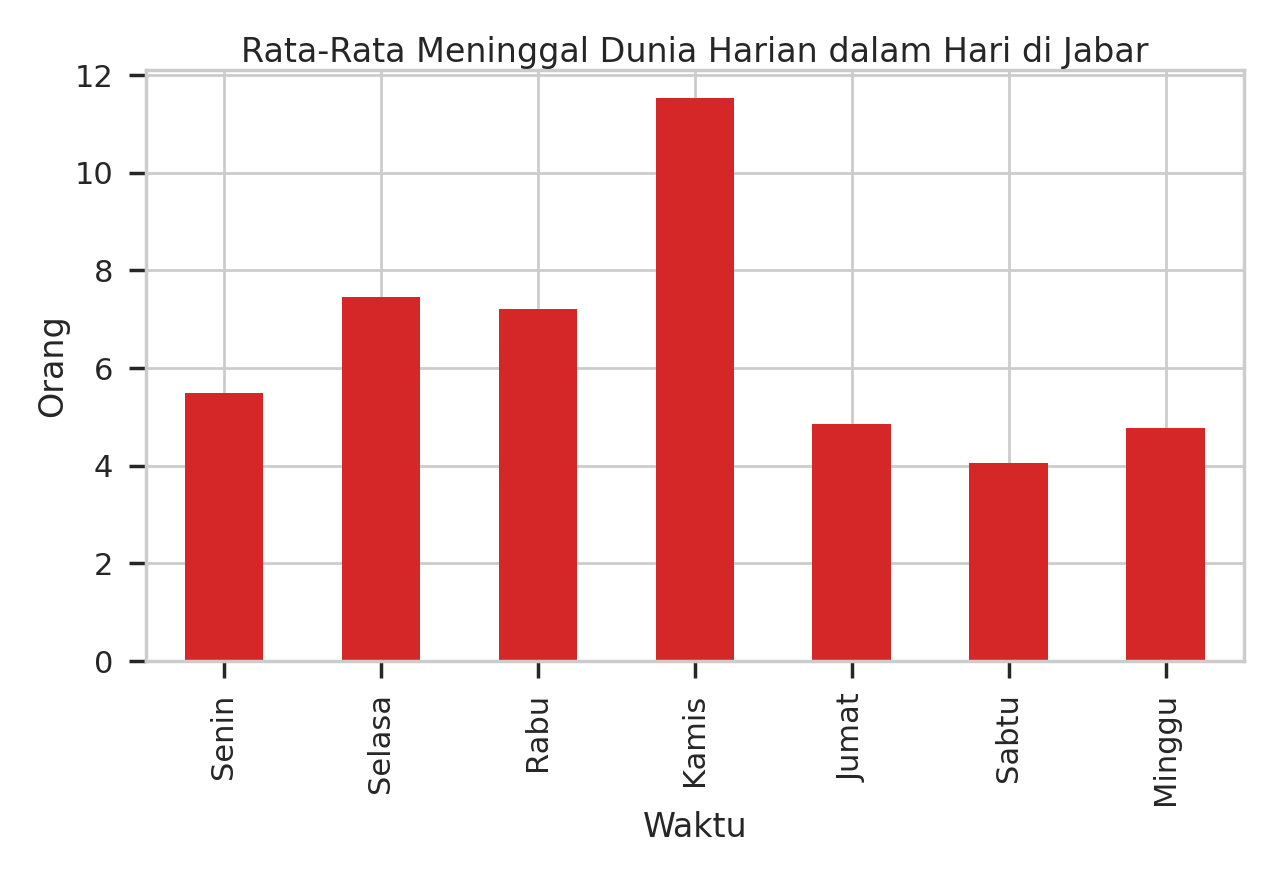 Rata-Rata Meninggal Dunia Harian dalam Hari di Jabar
12
10
8
6
4
2
0
Orang
Senin
Selasa
Rabu
Kamis
Jumat
Sabtu
Minggu
Waktu